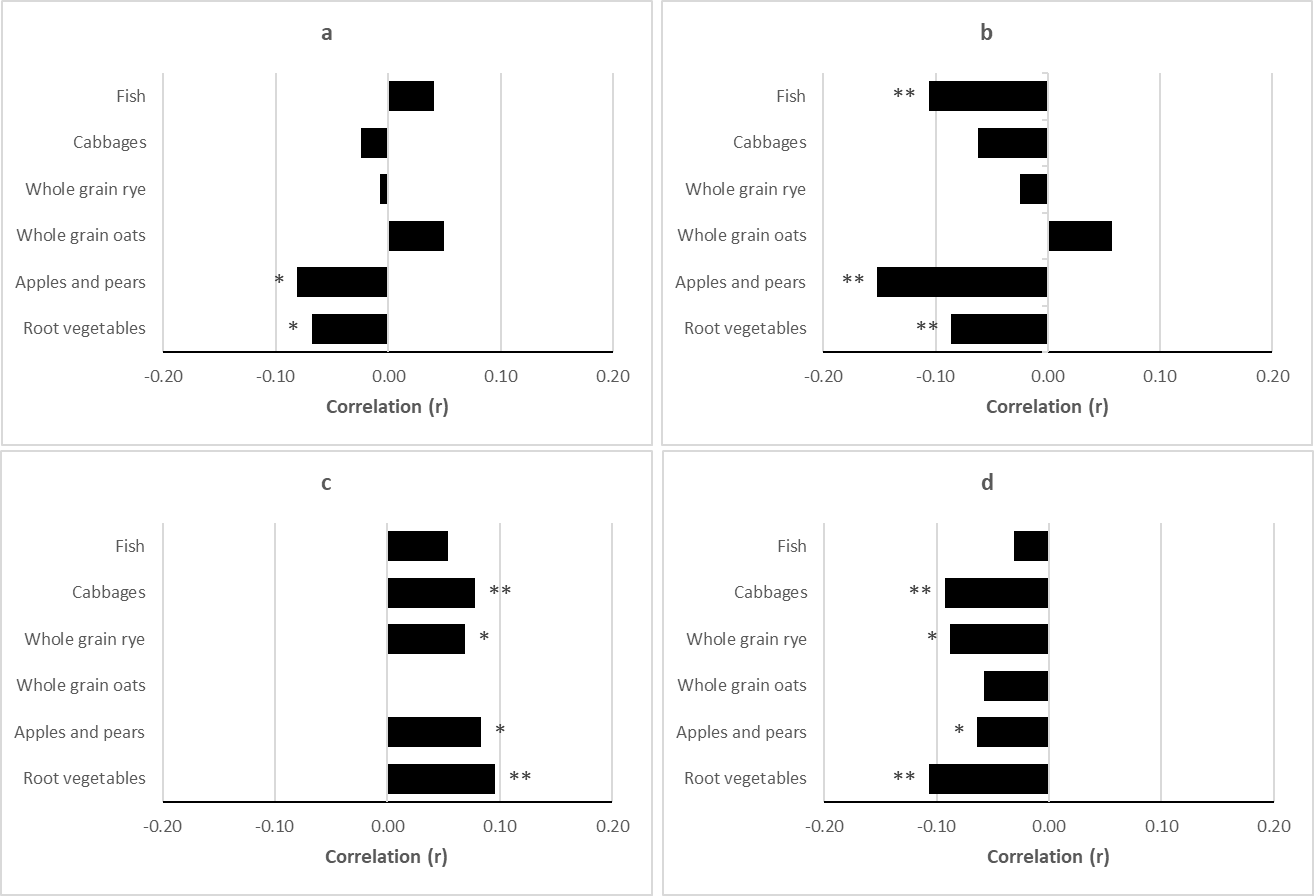 a
Fish
Cabbages
Whole grain rye
Whole grain oats
Apples and pears *
Root vegetables *
-0.20 -0.10 0.00 0.10 0.20
Correlation (r)
b
Fish **
Cabbages
Whole grain rye
Whole grain oats
Apples and pears **
Root vegetables **
-0.20 -0.10 0.00 0.10 0.20
Correlation (r)
c
Fish
Cabbages **
Whole grain rye *
Whole grain oats
Apples and pears *
Root vegetables **
-0.20 -0.10 0.00 0.10 0.20
Correlation (r)
d
Fish
Cabbages **
Whole grain rye *
Whole grain oats
Apples and pears *
Root vegetables **
-0.20 -0.10 0.00 0.10 0.20
Correlation (r)